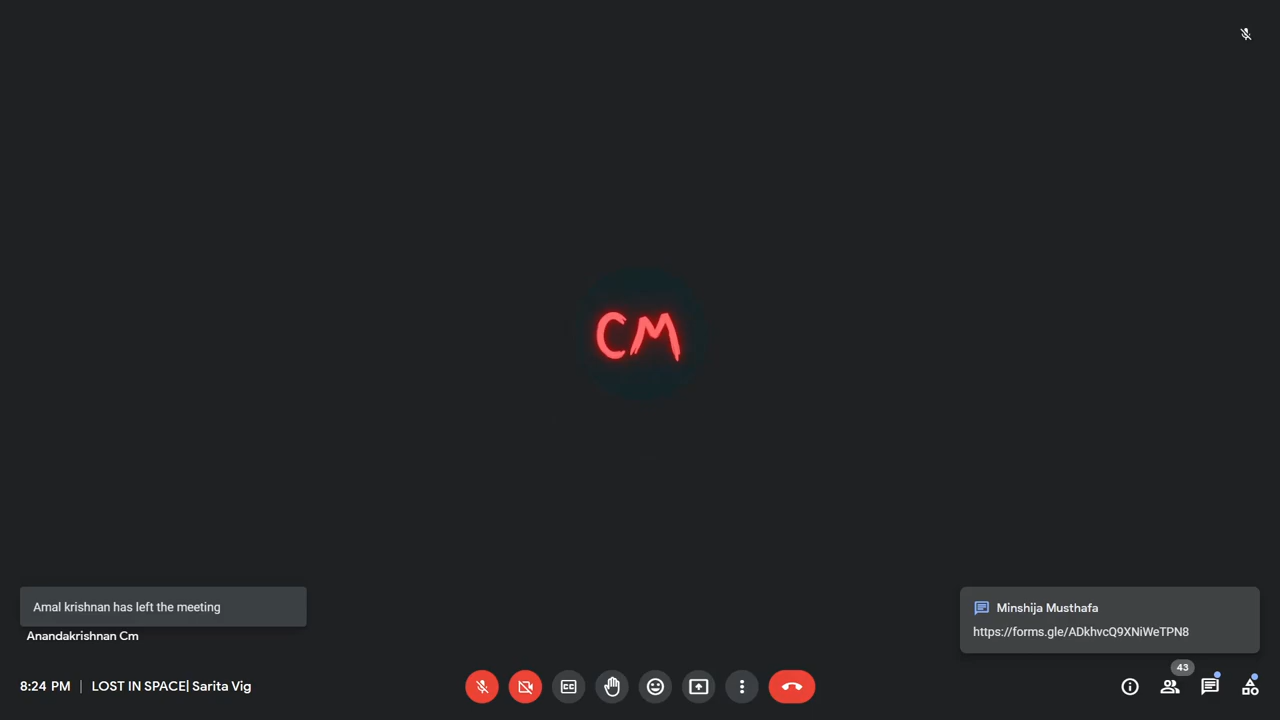 CM
Amal krishnan has left the meeting
Anandakrishnan Cm
Minshija Musthafa
https://forms.gle/ADkhvcQ9XNiWeTPN8
8:24 PM | LOST IN SPACE| Sarita Vig
CC
43